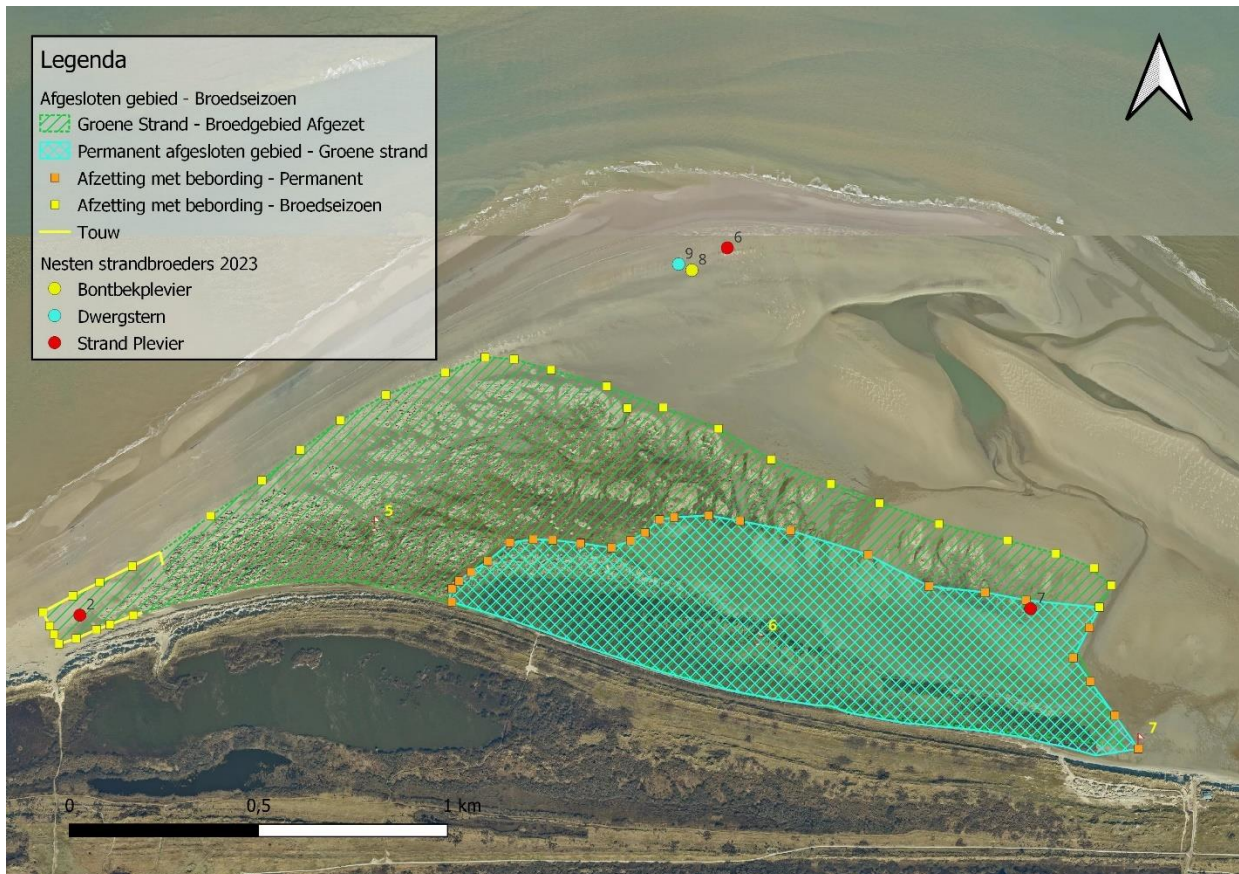 Legenda
Afgesloten gebied - Broedseizoen
Groene Strand - Broedgebied Afgezet
Permanent afgesloten gebied - Groene strand
Afzetting met bebording - Permanent
Afzetting met bebording - Broedseizoen
Touw
Nesten strandbroeders 2023
Bontbekplevier
Dwergstern
Strand Plevier
6
9 8
5
2
7
6
7
0 0,5 1 km